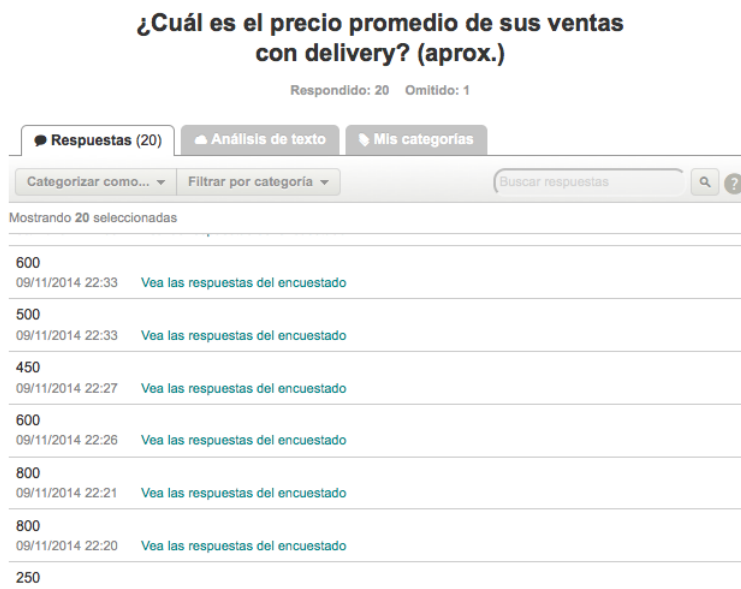 ¿Cuál es el precio promedio de sus ventas
con delivery? (aprox.)
Respondido: 20 Omitido: 1
Respuestas (20) Análisis de texto Mis categorías
Categorizar como... Filtrar por categoría Buscar respuestas ?
Mostrando 20 seleccionadas
600
09/11/2014 22:33 Vea las respuestas del encuestado
500
09/11/2014 22:33 Vea las respuestas del encuestado
450
09/11/2014 22:27 Vea las respuestas del encuestado
600
09/11/2014 22:26 Vea las respuestas del encuestado
800
09/11/2014 22:21 Vea las respuestas del encuestado
800
09/11/2014 22:20 Vea las respuestas del encuestado
250